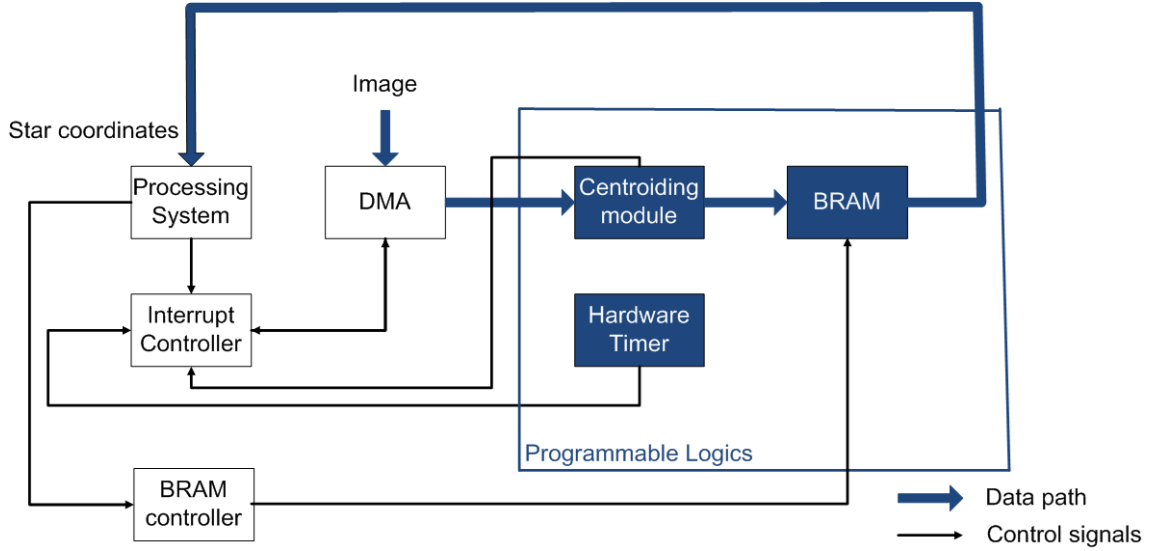 Image
Star coordinates
Processing
System
DMA
Centroiding
module
BRAM
Interrupt
Controller
Hardware
Timer
Programmable Logics
BRAM
controller
Data path
Control signals